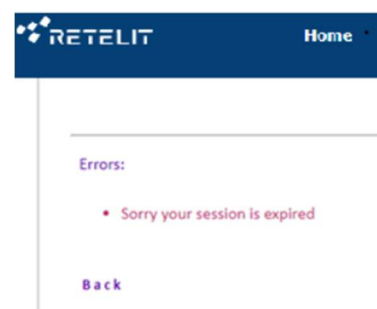 RETELIT
Home
Errors:
• Sorry your session is expired
Back